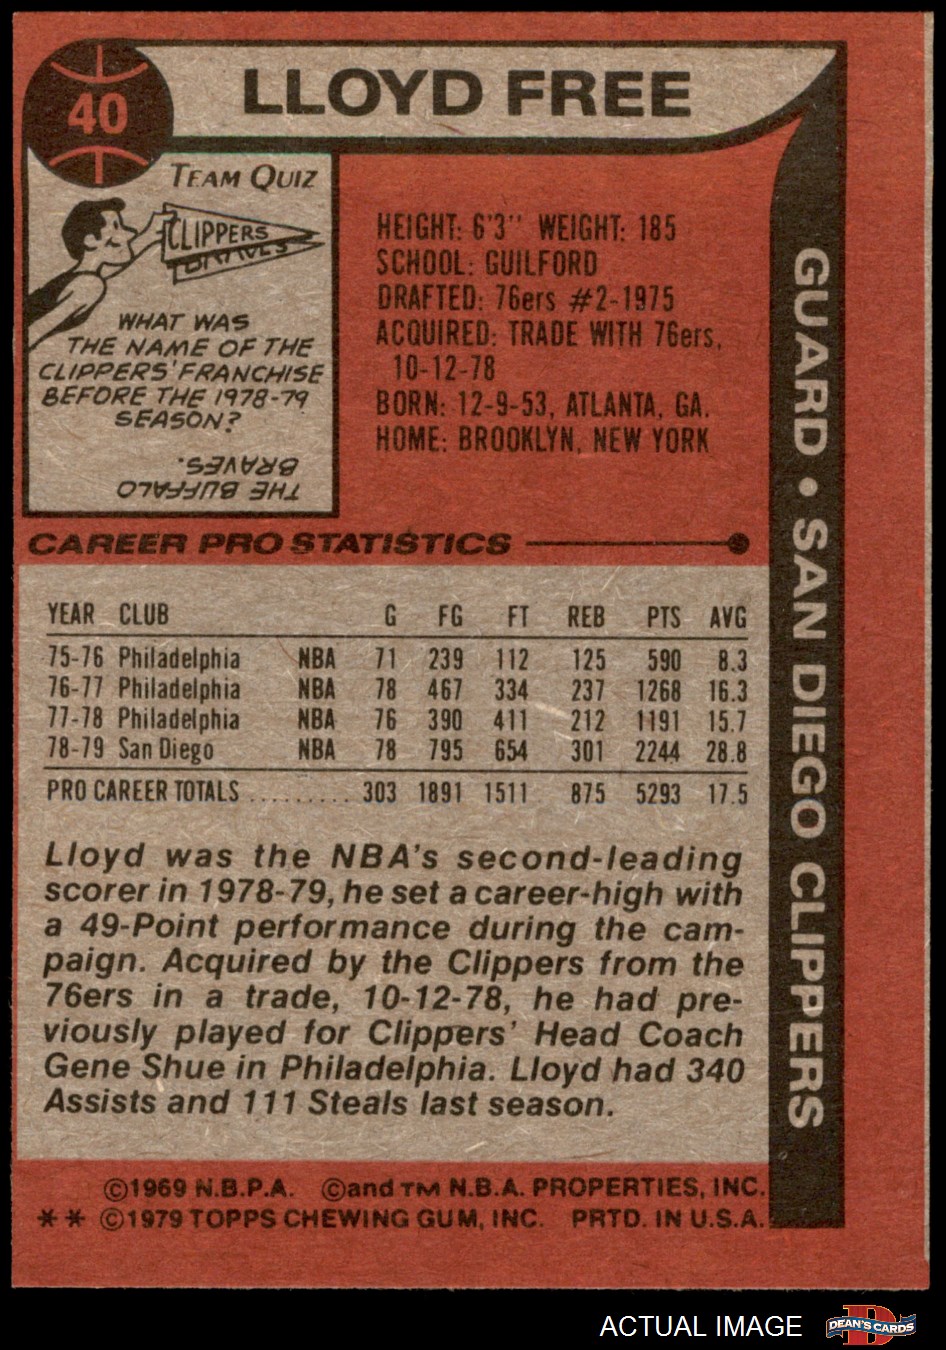 40
LLOYD FREE
TEAM QUIZ
CLIPPERS
BRAVES
WHAT WAS
THE NAME OF THE
CLIPPERS' FRANCHISE
BEFORE THE 1978-79
SEASON?
THE BUFFALO
BRAVES.
HEIGHT: 6'3" WEIGHT: 185
SCHOOL: GUILFORD
DRAFTED: 76ers #2-1975
ACQUIRED: TRADE WITH 76ers,
10-12-78
BORN: 12-9-53, ATLANTA, GA.
HOME: BROOKLYN, NEW YORK
GUARD • SAN DIEGO CLIPPERS
CAREER PRO STATISTICS
YEAR CLUB G FG FT REB PTS AVG
75-76 Philadelphia NBA 71 239 112 125 590 8.3
76-77 Philadelphia NBA 78 467 334 237 1268 16.3
77-78 Philadelphia NBA 76 390 411 212 1191 15.7
78-79 San Diego NBA 78 795 654 301 2244 28.8
PRO CAREER TOTALS ......... 303 1891 1511 875 5293 17.5
Lloyd was the NBA's second-leading
scorer in 1978-79, he set a career-high with
a 49-Point performance during the cam-
paign. Acquired by the Clippers from the
76ers in a trade, 10-12-78, he had pre-
viously played for Clippers' Head Coach
Gene Shue in Philadelphia. Lloyd had 340
Assists and 111 Steals last season.
©1969 N.B.P.A. ©and TM N.B.A. PROPERTIES, INC.
** ©1979 TOPPS CHEWING GUM, INC. PRTD. IN U.S.A.
ACTUAL IMAGE
D
DEAN'S CARDS